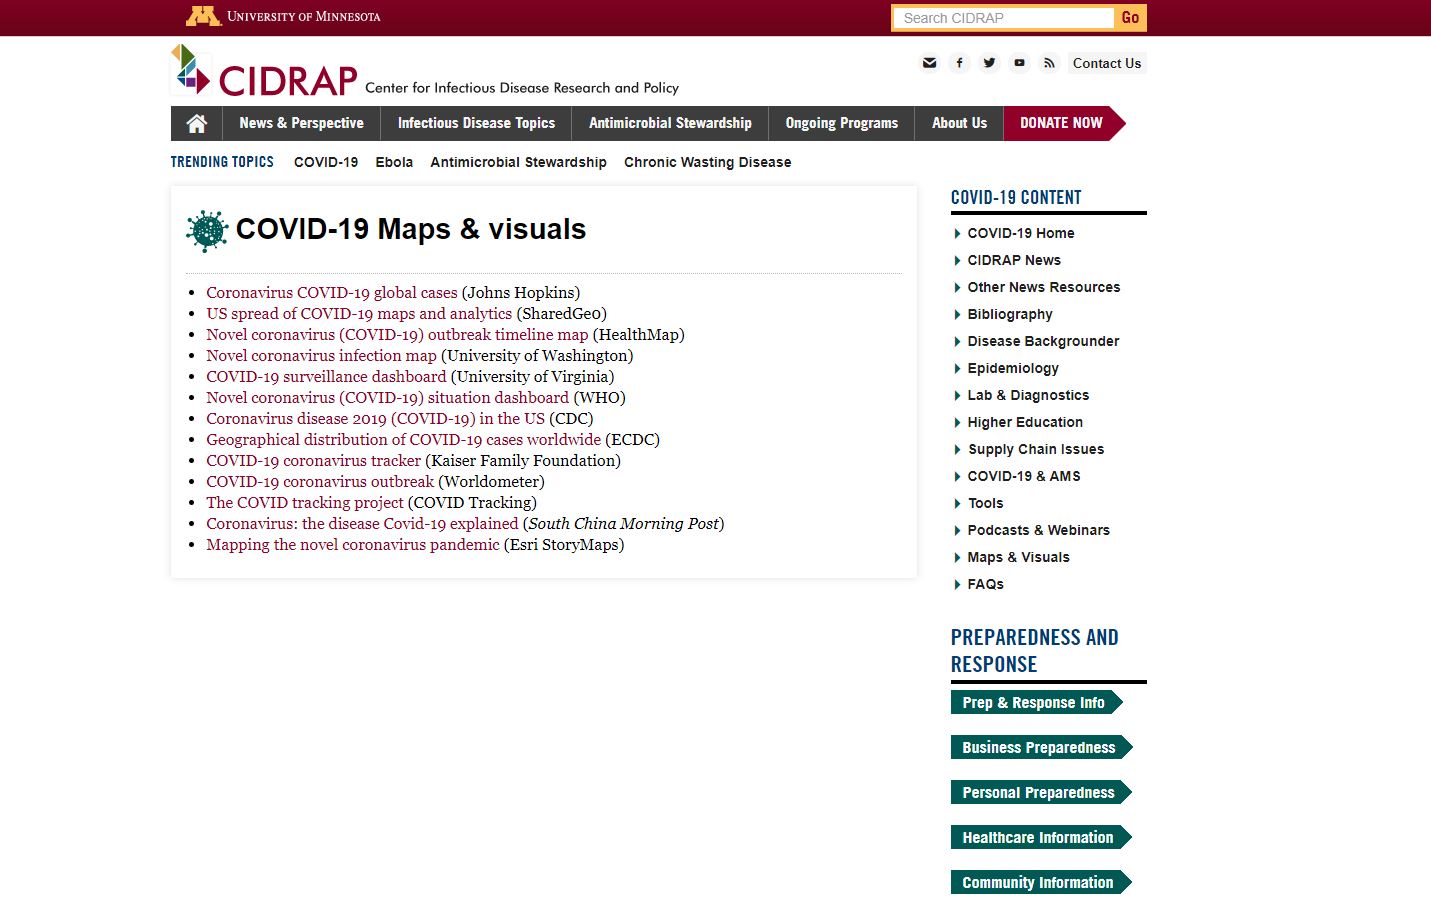 University of Minnesota
Search CIDRAP
Go
CIDRAP Center for Infectious Disease Research and Policy
Contact Us
News & Perspective
Infectious Disease Topics
Antimicrobial Stewardship
Ongoing Programs
About Us
DONATE NOW
TRENDING TOPICS COVID-19 Ebola Antimicrobial Stewardship Chronic Wasting Disease
COVID-19 Maps & visuals
Coronavirus COVID-19 global cases (Johns Hopkins)
US spread of COVID-19 maps and analytics (SharedGeo)
Novel coronavirus (COVID-19) outbreak timeline map (HealthMap)
Novel coronavirus infection map (University of Washington)
COVID-19 surveillance dashboard (University of Virginia)
Novel coronavirus (COVID-19) situation dashboard (WHO)
Coronavirus disease 2019 (COVID-19) in the US (CDC)
Geographical distribution of COVID-19 cases worldwide (ECDC)
COVID-19 coronavirus tracker (Kaiser Family Foundation)
COVID-19 coronavirus outbreak (Worldometer)
The COVID tracking project (COVID Tracking)
Coronavirus: the disease Covid-19 explained (South China Morning Post)
Mapping the novel coronavirus pandemic (Esri StoryMaps)
COVID-19 CONTENT
COVID-19 Home
CIDRAP News
Other News Resources
Bibliography
Disease Backgrounder
Epidemiology
Lab & Diagnostics
Higher Education
Supply Chain Issues
COVID-19 & AMS
Tools
Podcasts & Webinars
Maps & Visuals
FAQs
PREPAREDNESS AND
RESPONSE
Prep & Response Info
Business Preparedness
Personal Preparedness
Healthcare Information
Community Information